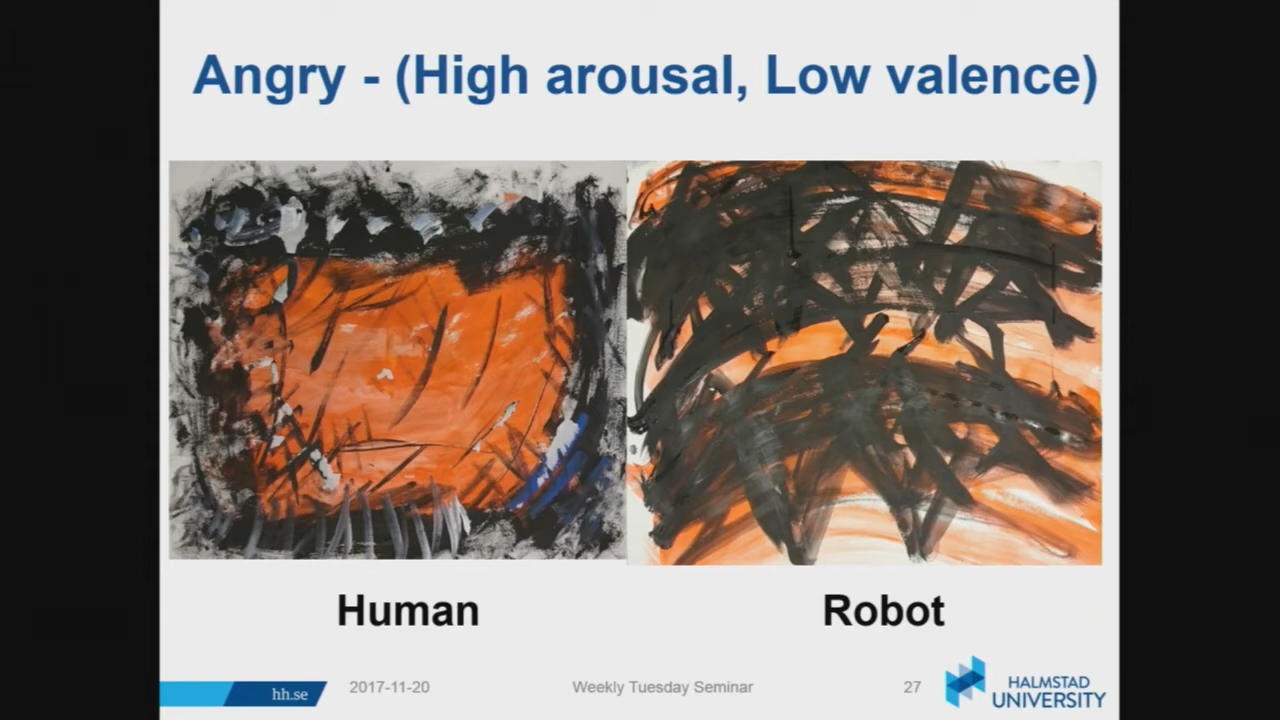 Angry - (High arousal, Low valence)
Human
Robot
hh.se
2017-11-20
Weekly Tuesday Seminar
27
HALMSTAD
UNIVERSITY